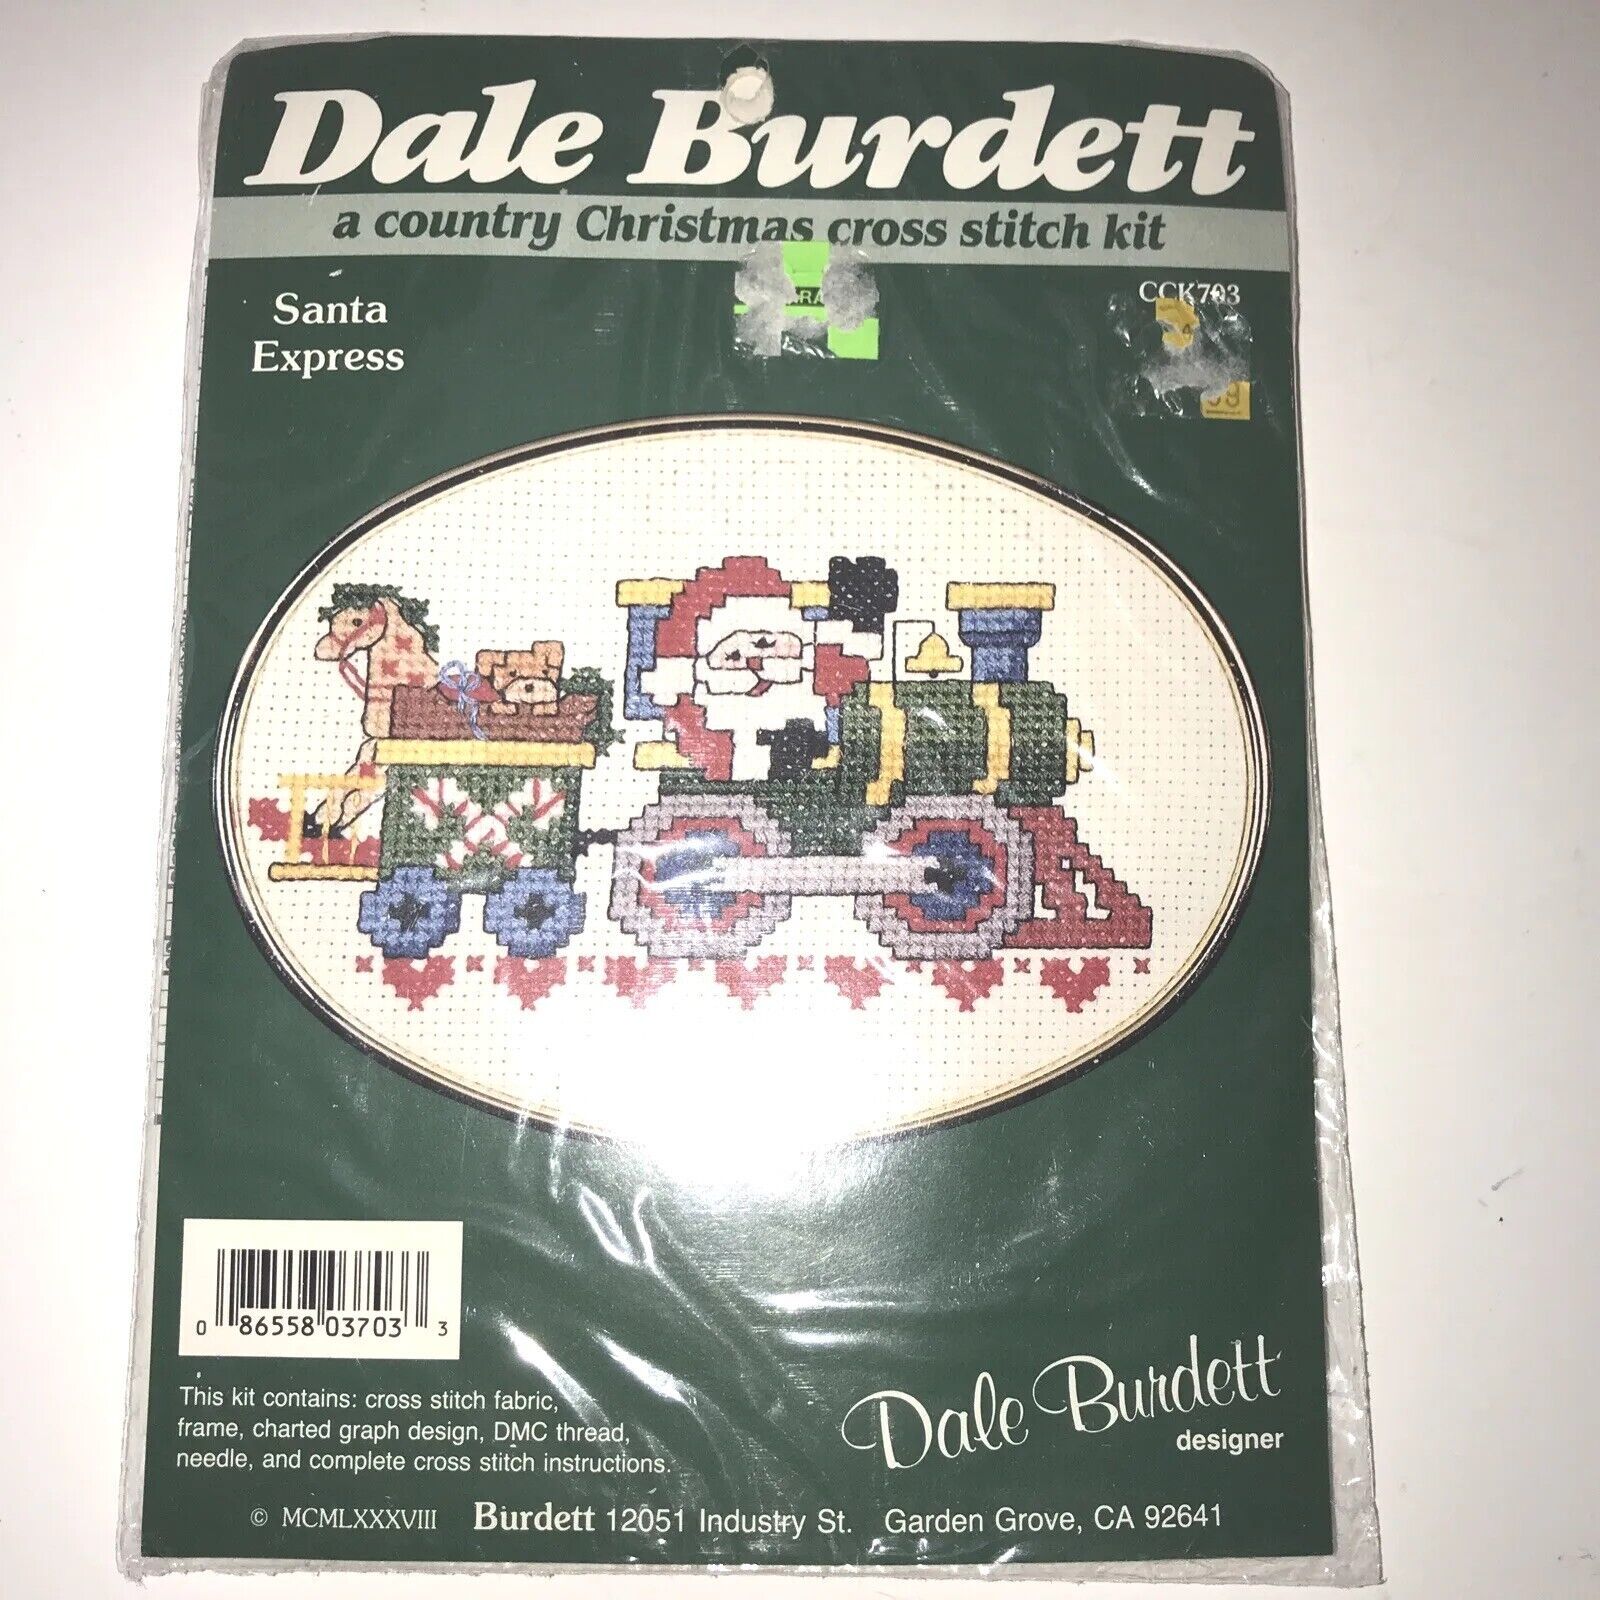 Dale Burdett
a country Christmas cross stitch kit
Santa
Express
CCK703
0 86558 03703 3
This kit contains: cross stitch fabric,
frame, charted graph design, DMC thread,
needle, and complete cross stitch instructions.
Dale Burdett
designer
© MCMLXXXVIII Burdett 12051 Industry St. Garden Grove, CA 92641